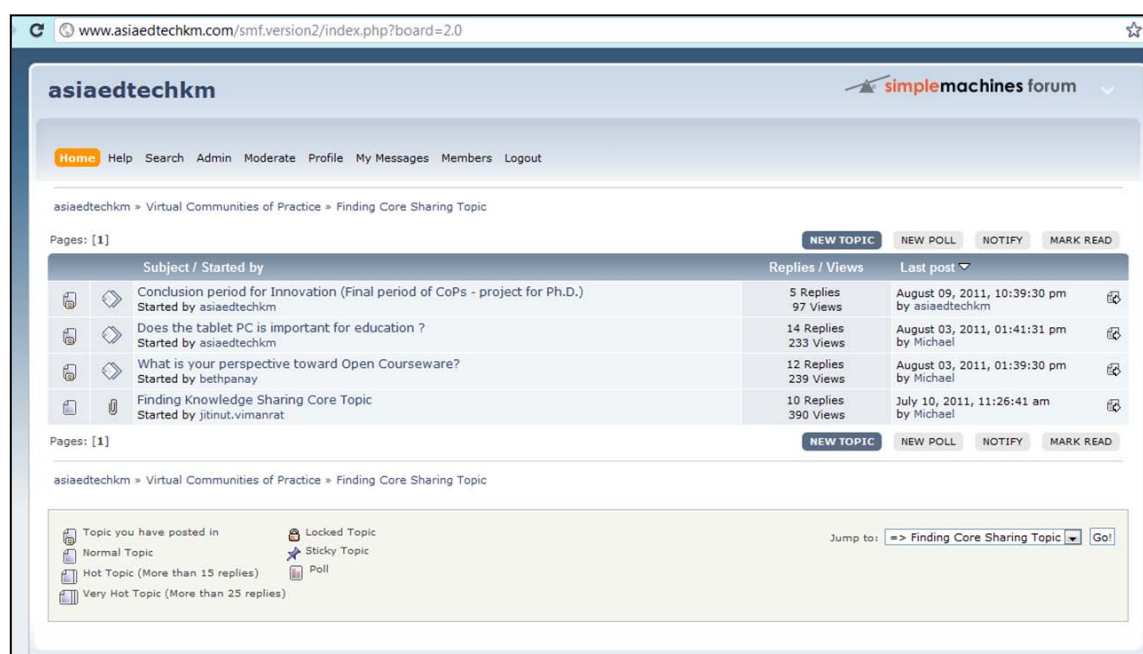 www.asiaedtechkm.com/smf.version2/index.php?board=2.0
asiaedtechkm
simplemachines forum
Home Help Search Admin Moderate Profile My Messages Members Logout
asiaedtechkm » Virtual Communities of Practice » Finding Core Sharing Topic
Pages: [1]
NEW TOPIC NEW POLL NOTIFY MARK READ
Subject / Started by Replies / Views Last post
Conclusion period for Innovation (Final period of CoPs - project for Ph.D.) 5 Replies August 09, 2011, 10:39:30 pm
Started by asiaedtechkm 97 Views by asiaedtechkm
Does the tablet PC is important for education ? 14 Replies August 03, 2011, 01:41:31 pm
Started by asiaedtechkm 233 Views by Michael
What is your perspective toward Open Courseware? 12 Replies August 03, 2011, 01:39:30 pm
Started by bethpanay 239 Views by Michael
Finding Knowledge Sharing Core Topic 10 Replies July 10, 2011, 11:26:41 am
Started by jitinut.vimanrat 390 Views by Michael
Pages: [1]
NEW TOPIC NEW POLL NOTIFY MARK READ
asiaedtechkm » Virtual Communities of Practice » Finding Core Sharing Topic
Topic you have posted in
Normal Topic
Hot Topic (More than 15 replies)
Very Hot Topic (More than 25 replies)
Locked Topic
Sticky Topic
Poll
Jump to: => Finding Core Sharing Topic Go!